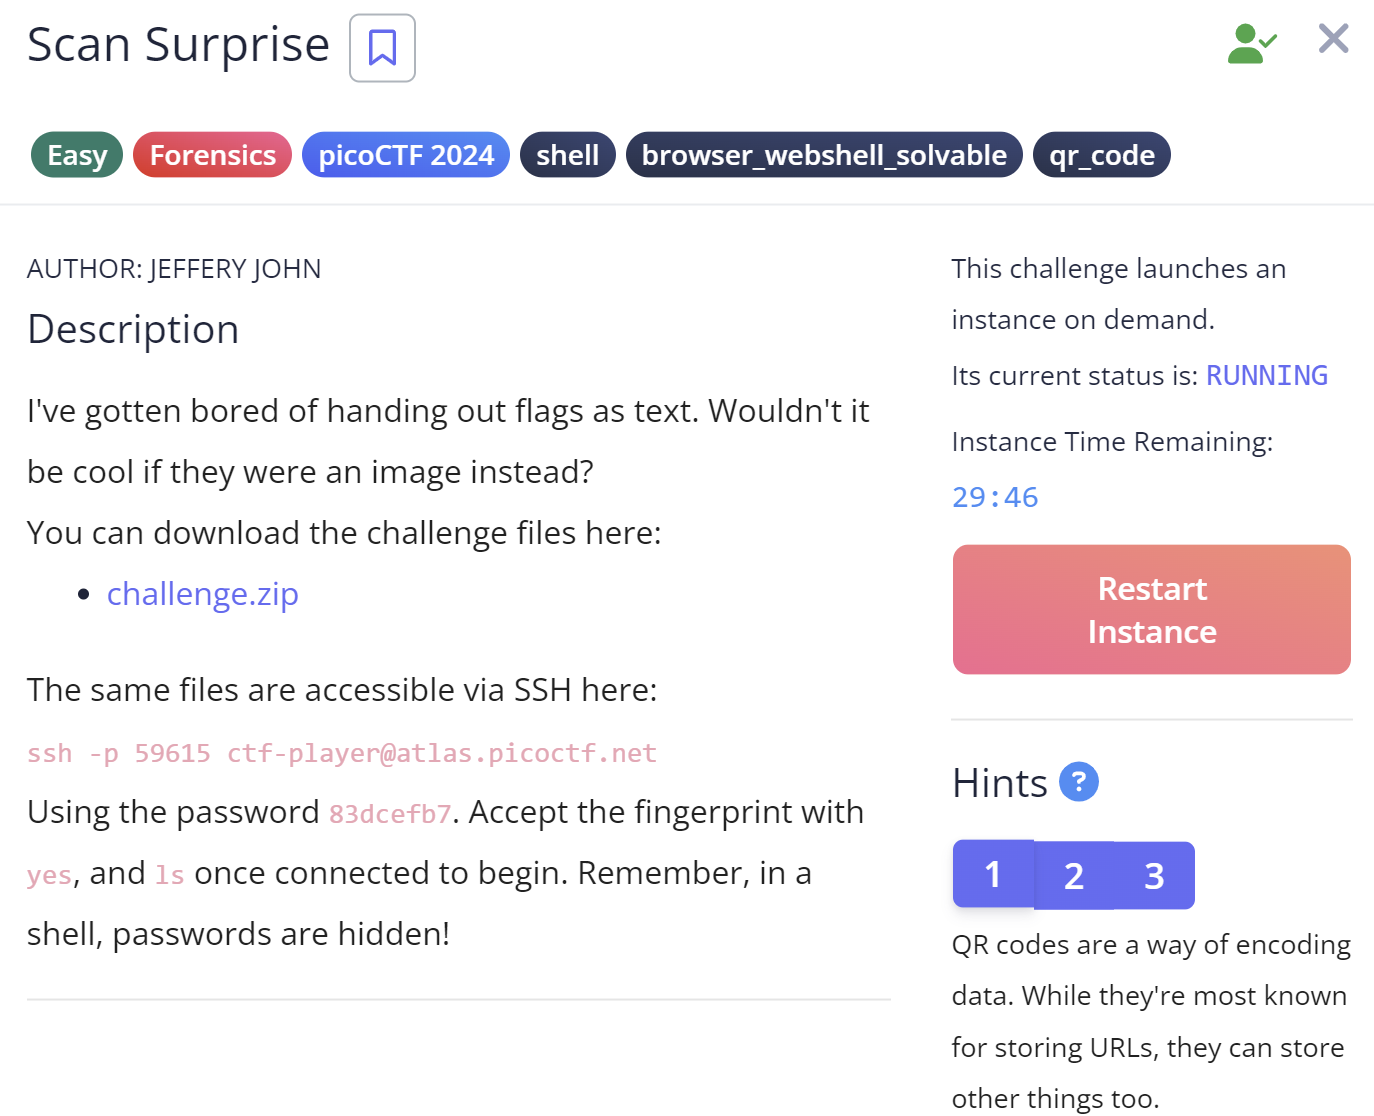 Scan Surprise
Easy
Forensics
picoCTF 2024
shell
browser_webshell_solvable
qr_code
AUTHOR: JEFFERY JOHN
Description
I've gotten bored of handing out flags as text. Wouldn't it
be cool if they were an image instead?
You can download the challenge files here:
• challenge.zip
The same files are accessible via SSH here:
ssh -p 59615 ctf-player@atlas.picoctf.net
Using the password 83dcefb7. Accept the fingerprint with
yes, and ls once connected to begin. Remember, in a
shell, passwords are hidden!
This challenge launches an
instance on demand.
Its current status is: RUNNING
Instance Time Remaining:
29:46
Restart
Instance
Hints ?
1 2 3
QR codes are a way of encoding
data. While they're most known
for storing URLs, they can store
other things too.